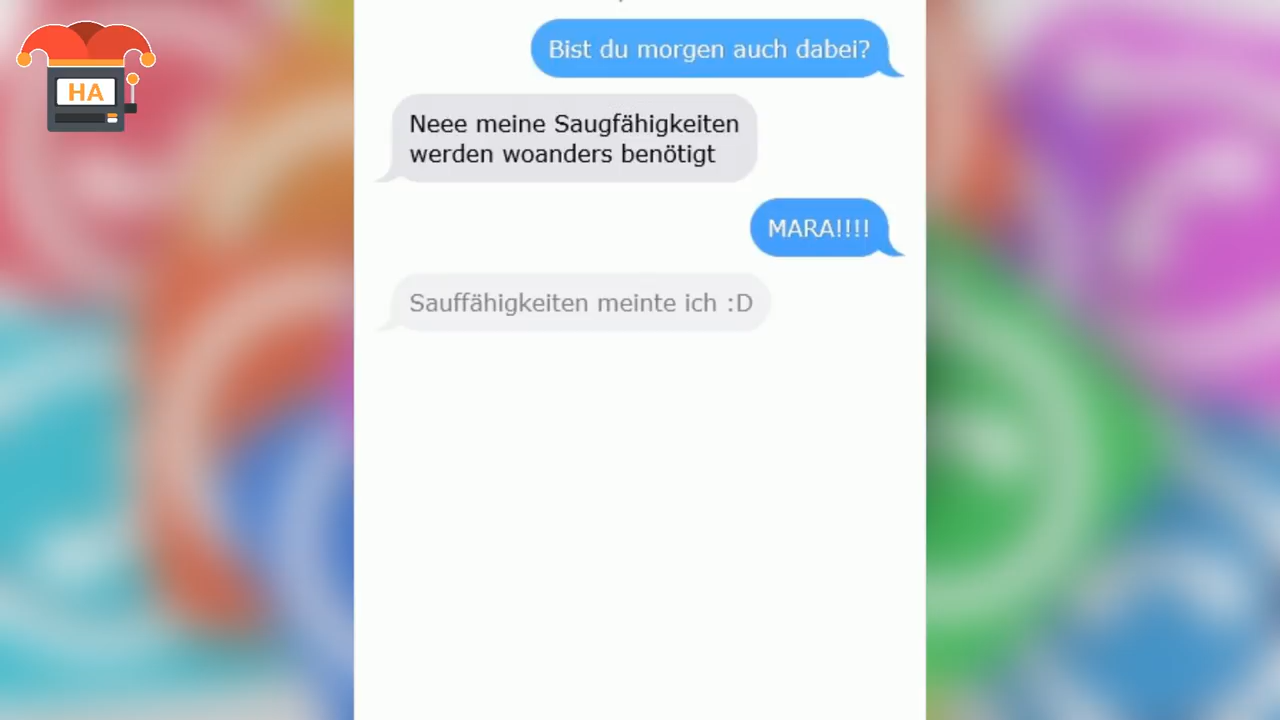 HA
Bist du morgen auch dabei?
Neee meine Saugfähigkeiten
werden woanders benötigt
MARA!!!!
Sauffähigkeiten meinte ich :D